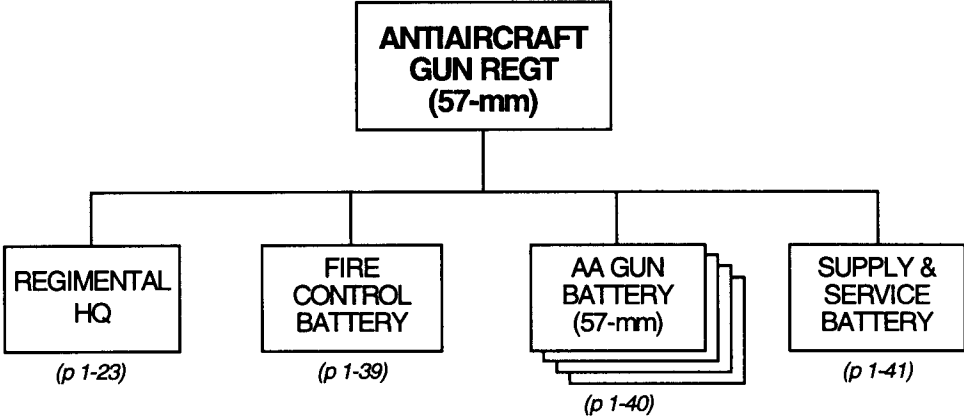 ANTIAIRCRAFT
GUN REGT
(57-mm)
REGIMENTAL
HQ
(p 1-23)
FIRE
CONTROL
BATTERY
(p 1-39)
AA GUN
BATTERY
(57-mm)
(p 1-40)
SUPPLY &
SERVICE
BATTERY
(p 1-41)